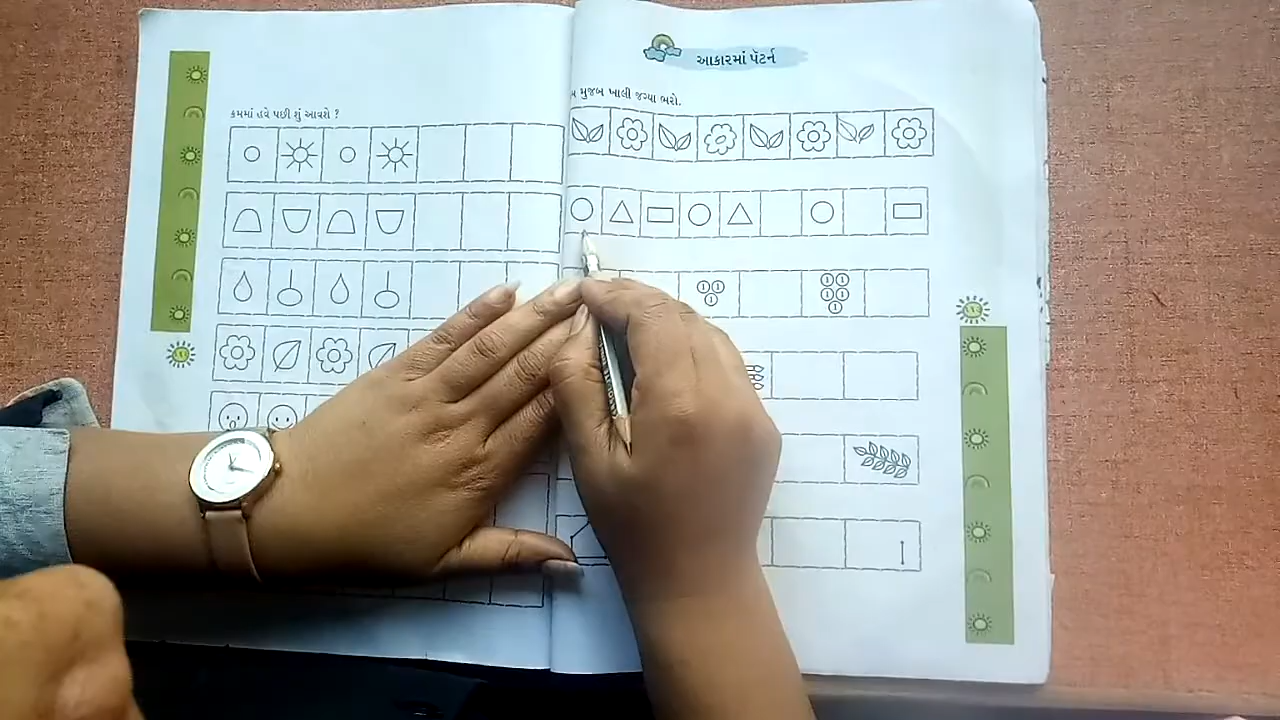 ક્રમમાં હવે પછી શું આવશે ?
આકારમાં પૅટર્ન
મુજબ ખાલી જગ્યા ભરો.